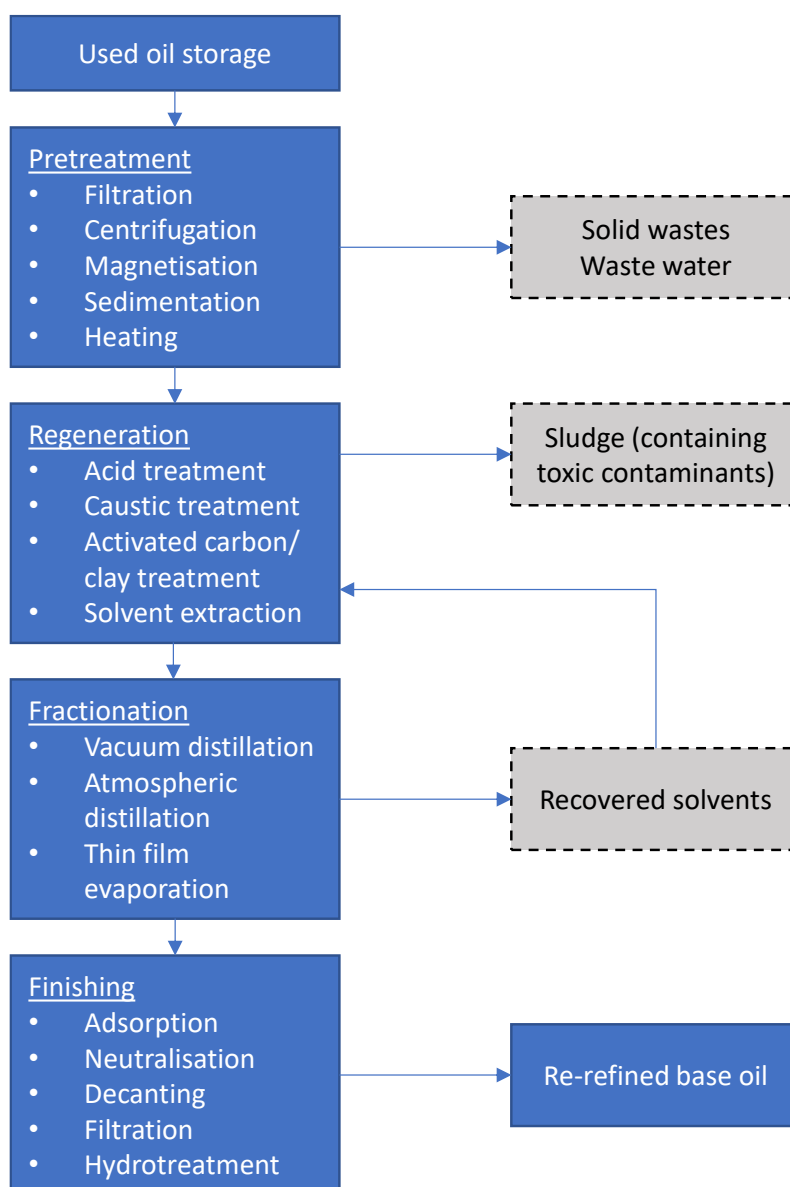 Used oil storage
Pretreatment
• Filtration
• Centrifugation
• Magnetisation
• Sedimentation
• Heating
Solid wastes
Waste water
Regeneration
• Acid treatment
• Caustic treatment
• Activated carbon/
clay treatment
• Solvent extraction
Sludge (containing
toxic contaminants)
Fractionation
• Vacuum distillation
• Atmospheric
distillation
• Thin film
evaporation
Recovered solvents
Finishing
• Adsorption
• Neutralisation
• Decanting
• Filtration
• Hydrotreatment
Re-refined base oil